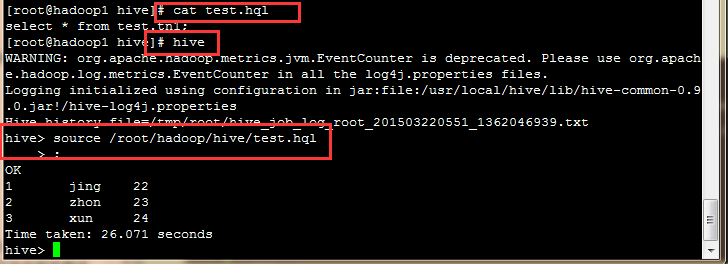 [root@hadoop1 hive]# cat test.hql
select * from test.tn1;
[root@hadoop1 hive]# hive
WARNING: org.apache.hadoop.metrics.jvm.EventCounter is deprecated. Please use org.apach
e.hadoop.log.metrics.EventCounter in all the log4j.properties files.
Logging initialized using configuration in jar:file:/usr/local/hive/lib/hive-common-0.9
.0.jar!/hive-log4j.properties
Hive history file=/tmp/root/hive_job_log_root_201503220551_1362046939.txt
hive> source /root/hadoop/hive/test.hql
    > ;
OK
1       jing    22
2       zhon    23
3       xun     24
Time taken: 26.071 seconds
hive>